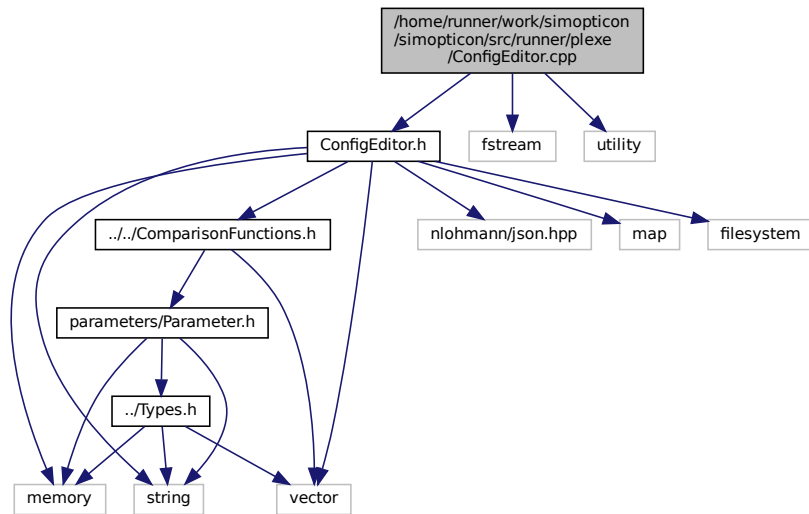 /home/runner/work/simopticon
/simopticon/src/runner/plexe
/ConfigEditor.cpp
ConfigEditor.h
fstream
utility
../../ComparisonFunctions.h
nlohmann/json.hpp
map
filesystem
parameters/Parameter.h
../Types.h
memory
string
vector